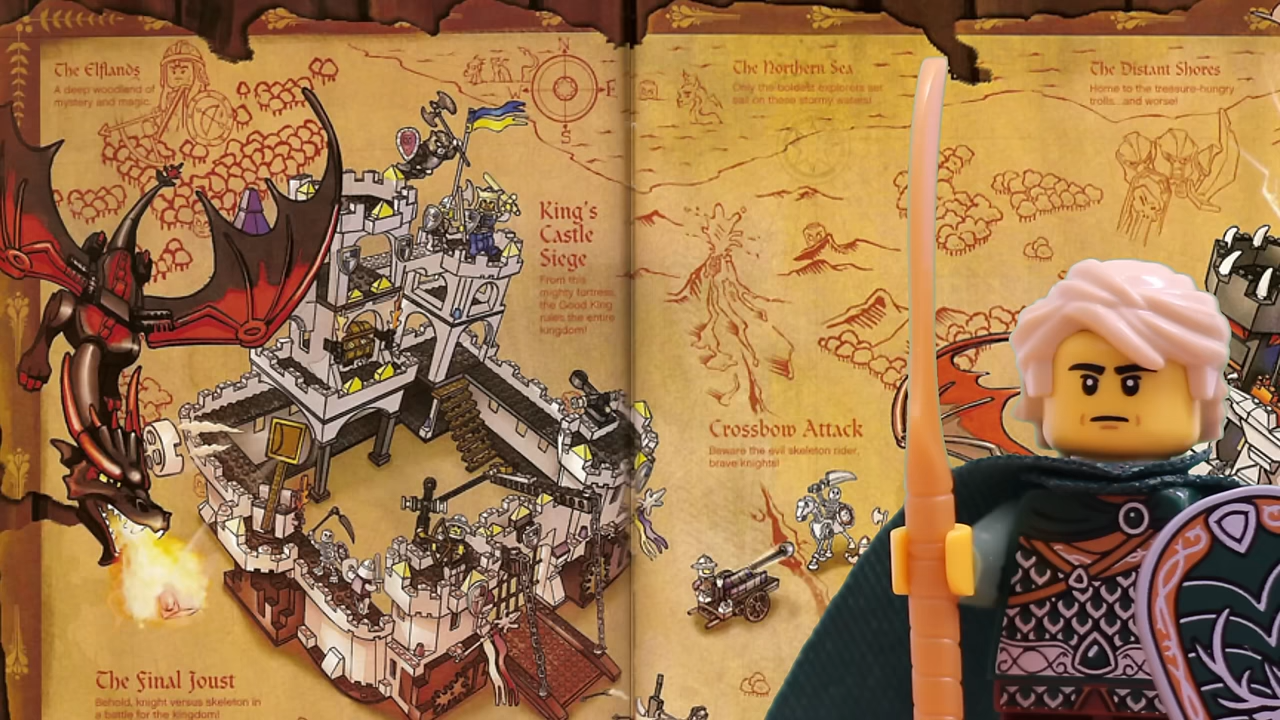 The Elflands
A deep woodland of
mystery and magic.
N
W
E
S
King's
Castle
Siege
From this
mighty fortress,
the Good King
rules the entire
kingdom!
The Final Joust
Behold, knight versus skeleton in
a battle for the kingdom!
The Northern Sea
Only the boldest explorers set
sail on these stormy waters!
The Distant Shores
Home to the treasure-hungry
trolls...and worse!
Crossbow Attack
Beware the evil skeleton rider,
brave knights!